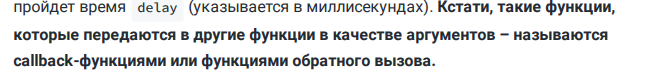 пройдет время delay (указывается в миллисекундах). Кстати, такие функции,
которые передаются в другие функции в качестве аргументов – называются
callback-функциями или функциями обратного вызова.